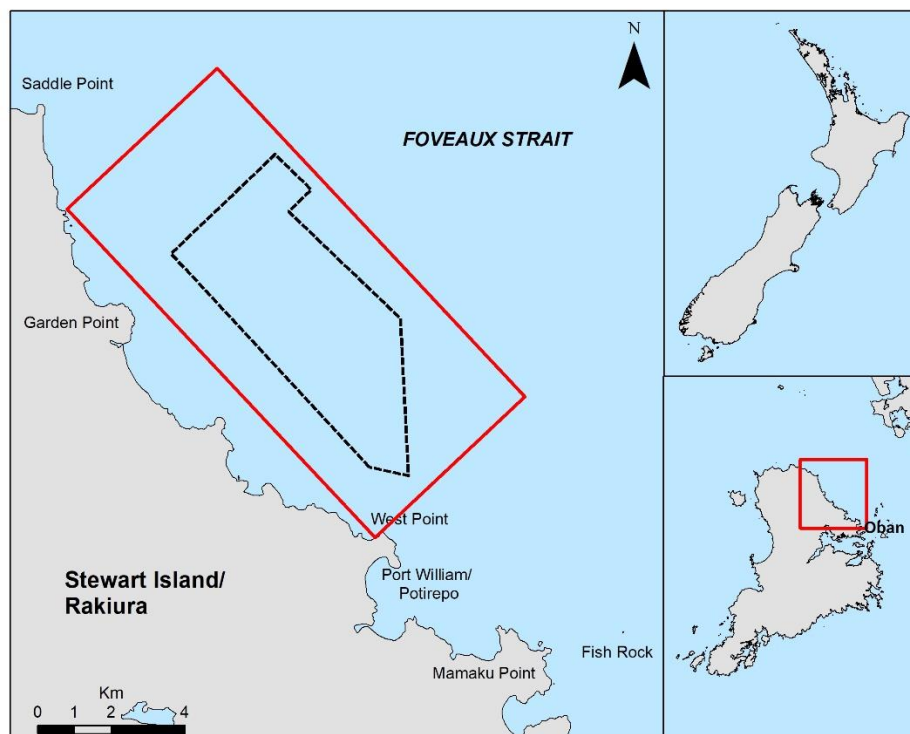 N
Saddle Point
FOVEAUX STRAIT
Garden Point
West Point
Oban
Stewart Island/
Rakiura
Port William/
Potirepo
Fish Rock
Mamaku Point
Km
0 1 2 4